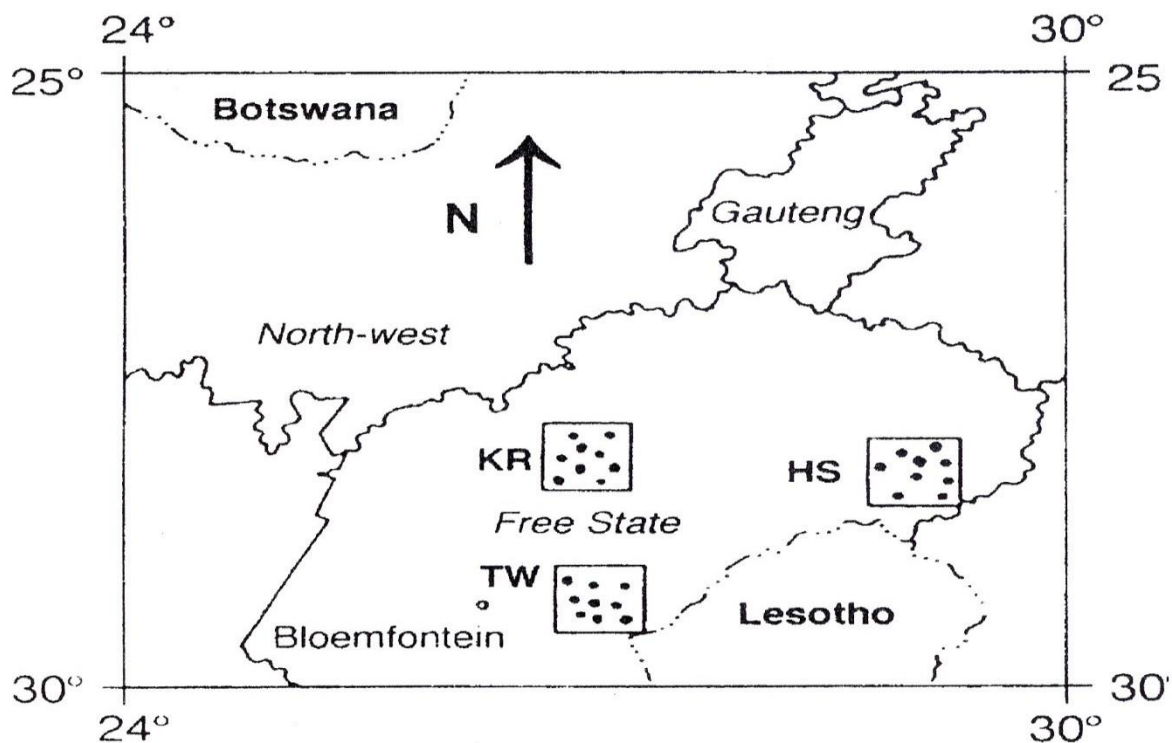 24°
30°
25°
25
Botswana
N
Gauteng
North-west
KR
HS
Free State
TW
Lesotho
Bloemfontein
30°
30
24°
30°